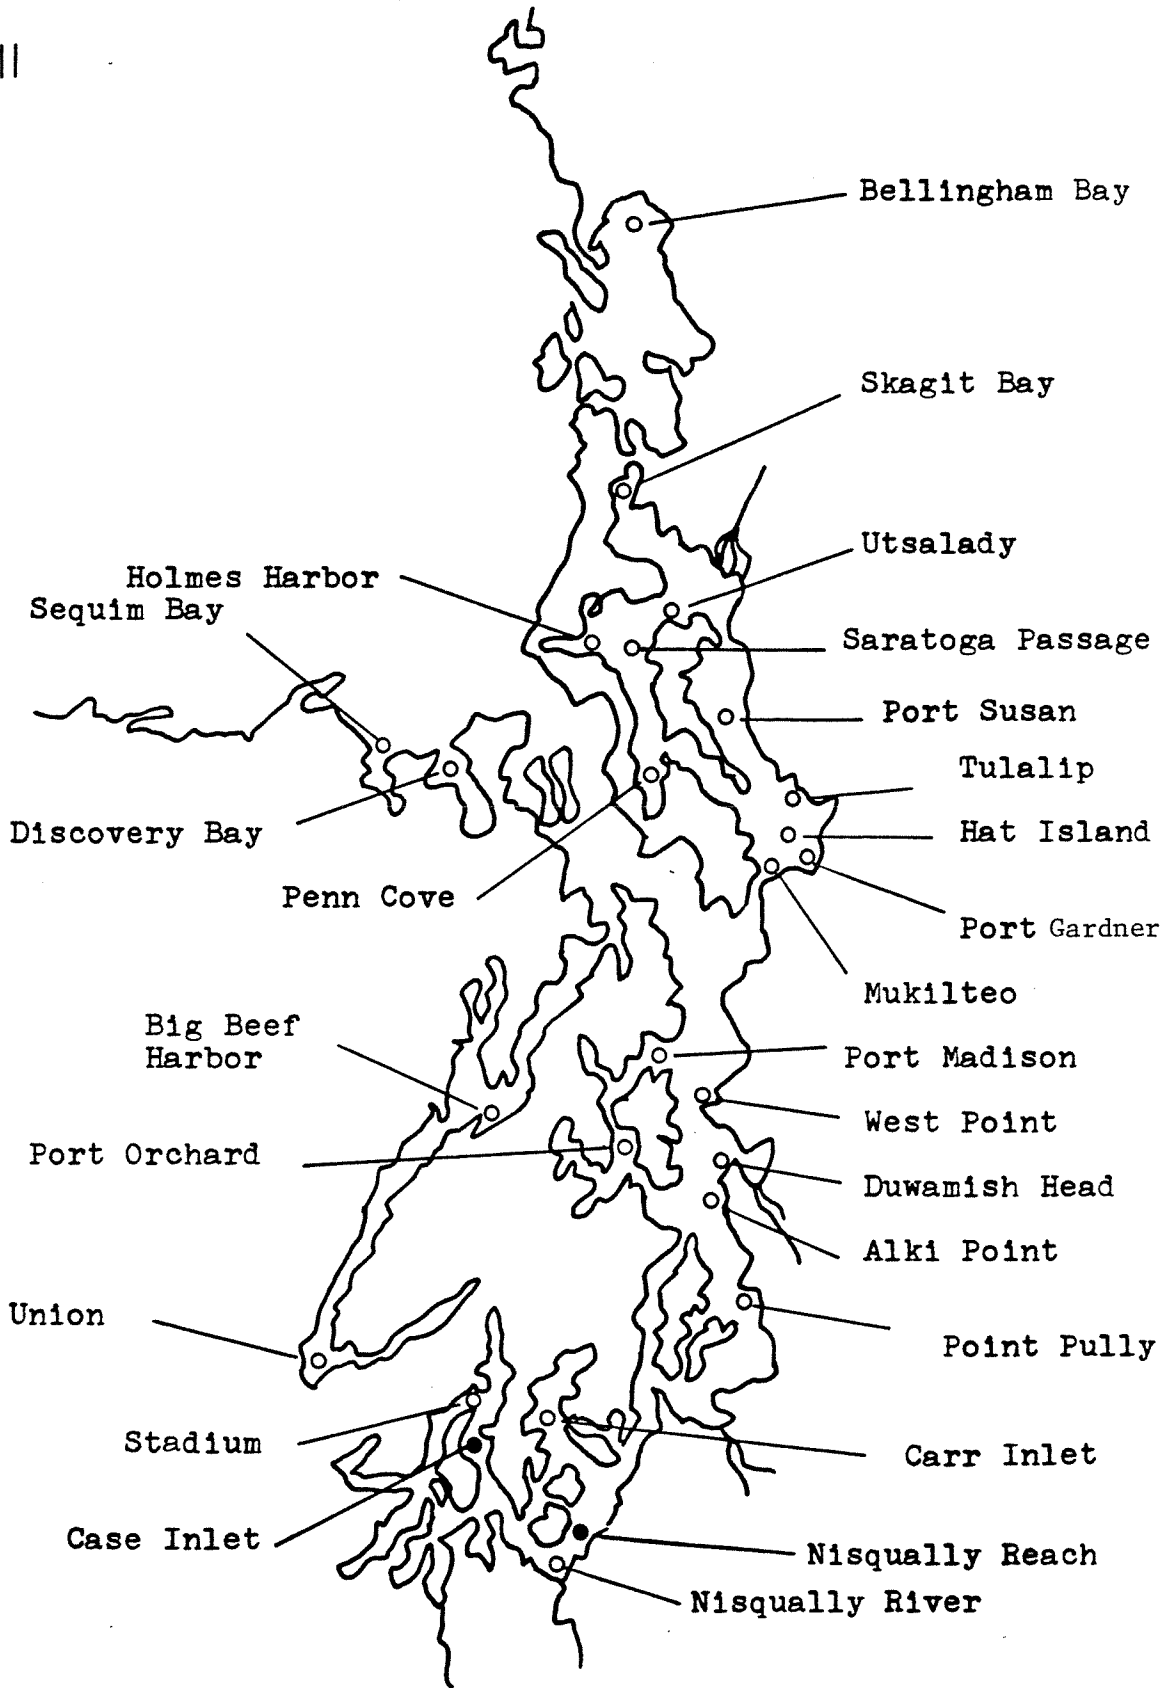 11
Bellingham Bay
Skagit Bay
Utsalady
Holmes Harbor
Sequim Bay
Saratoga Passage
Port Susan
Tulalip
Discovery Bay
Hat Island
Penn Cove
Port Gardner
Mukilteo
Big Beef
Harbor
Port Madison
West Point
Port Orchard
Duwamish Head
Alki Point
Union
Point Pully
Stadium
Carr Inlet
Case Inlet
Nisqually Reach
Nisqually River